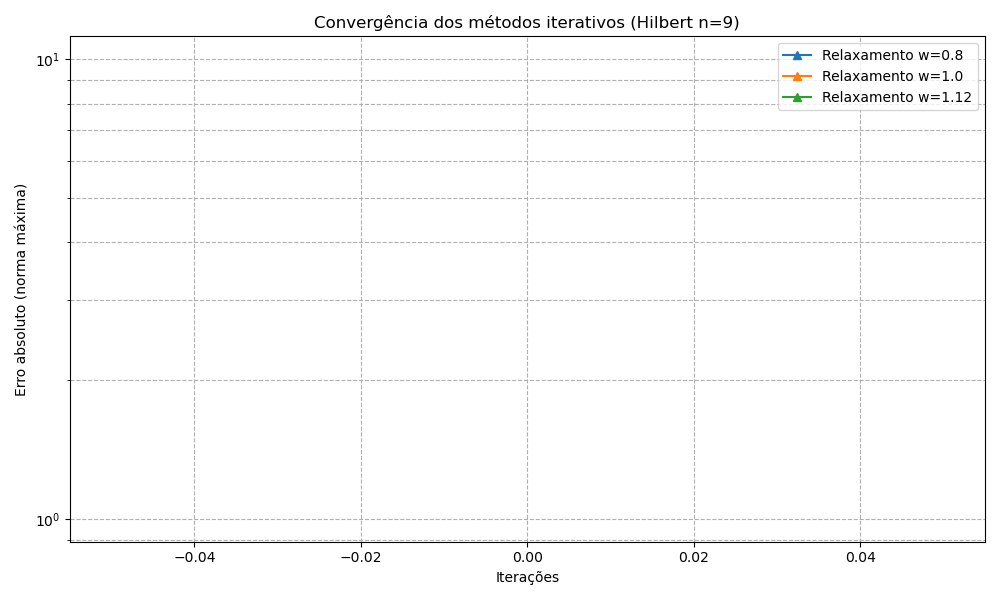 Convergência dos métodos iterativos (Hilbert n=9)
Relaxamento w=0.8
Relaxamento w=1.0
Relaxamento w=1.12
Erro absoluto (norma máxima)
10¹
10⁰
−0.04 −0.02 0.00 0.02 0.04
Iterações